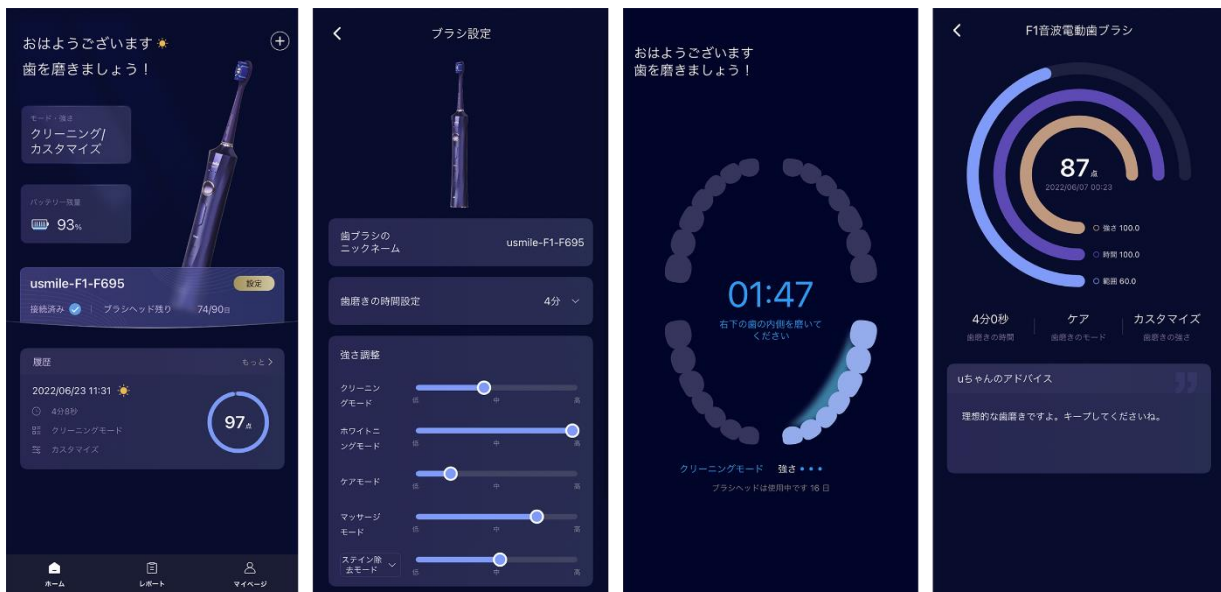 おはようございます
歯を磨きましょう！
モード・強さ
クリーニング/
カスタマイズ
バッテリー残量
93%
usmile-F1-F695
設定
接続済み
ブラシヘッド残り
74/90日
履歴
もっと >
2022/06/23 11:31
4分8秒
97点
クリーニングモード
カスタマイズ
ホーム
レポート
マイページ
ブラシ設定
歯ブラシの
ニックネーム
usmile-F1-F695
歯磨きの時間設定
4分
強さ調整
クリーニン
グモード
低 中 高
ホワイトニ
ングモード
低 中 高
ケアモード
低 中 高
マッサージ
モード
低 中 高
ステイン除
去モード
低 中 高
おはようございます
歯を磨きましょう！
01:47
右下の歯の内側を磨いて
ください
クリーニングモード 強さ
ブラシヘッドは使用中です 16 日
F1音波電動歯ブラシ
87点
2022/06/07 00:23
強さ 100.0
時間 100.0
範囲 60.0
4分0秒
歯磨きの時間
ケア
歯磨きのモード
カスタマイズ
歯磨きの強さ
uちゃんのアドバイス
理想的な歯磨きですよ。キープしてくださいね。